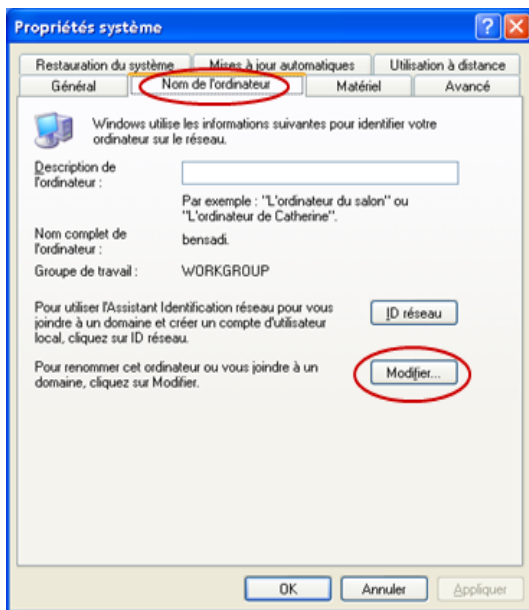 Propriétés système
Restauration du système
Mises à jour automatiques
Utilisation à distance
Général
Nom de l'ordinateur
Matériel
Avancé
Windows utilise les informations suivantes pour identifier votre
ordinateur sur le réseau.
Description de
l'ordinateur :
Par exemple : "L'ordinateur du salon" ou
"L'ordinateur de Catherine".
Nom complet de
l'ordinateur :
bensadi.
Groupe de travail :
WORKGROUP
Pour utiliser l'Assistant Identification réseau pour vous
joindre à un domaine et créer un compte d'utilisateur
local, cliquez sur ID réseau.
ID réseau
Pour renommer cet ordinateur ou vous joindre à un
domaine, cliquez sur Modifier.
Modifier...
OK
Annuler
Appliquer